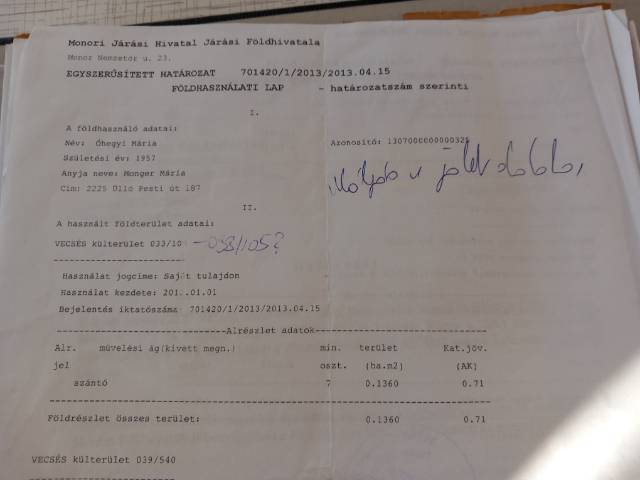 Monori Járási Hivatal Járási Földhivatala
Monor Nemzetőr u. 23.
EGYSZERŰSÍTETT HATÁROZAT 701420/1/2013/2013.04.15
FÖLDHASZNÁLATI LAP - határozatszám szerinti
I.
A földhasználó adatai:
Név: Őhegyi Mária
Azonosító: 1307000000000325
Születési év: 1957
Anyja neve: Monger Mária
Cím: 2225 Üllő Pesti út 187
II.
A használt földterület adatai:
VECSÉS külterület 033/10 -058/105?
Használat jogcíme: Saját tulajdon
Használat kezdete: 201 .01.01
Bejelentés iktatószáma: 701420/1/2013/2013.04.15
Alrészlet adatok
Alr. művelési ág(kivett megn.) min. terület Kat.jöv.
jel oszt. (ha.m2) (AK)
szántó 7 0.1360 0.71
Földrészlet összes terület: 0.1360 0.71
VECSÉS külterület 039/540